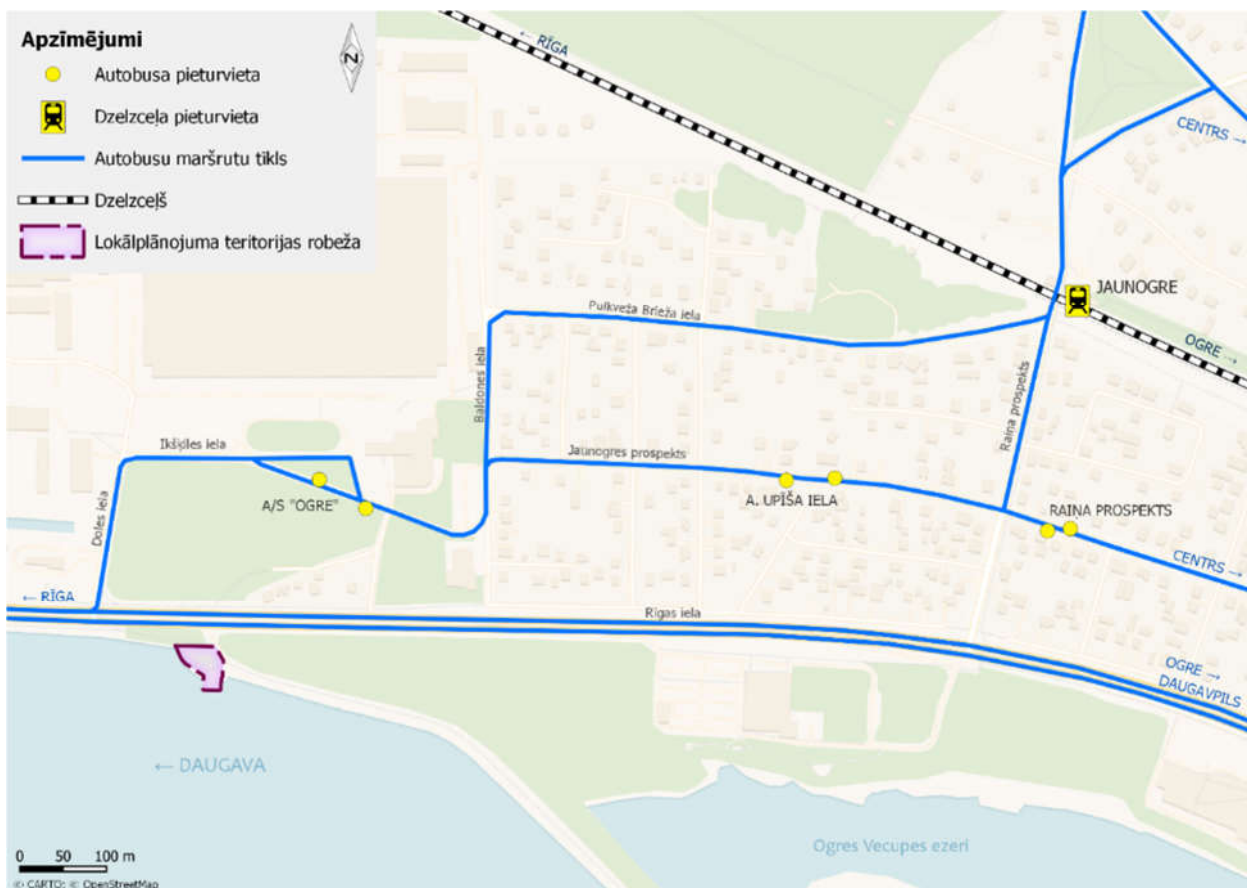 Apzīmējumi
N
Autobusa pieturvieta
Dzelzceļa pieturvieta
Autobusu maršrutu tīkls
Dzelzceļš
Lokālplānojuma teritorijas robeža
← RĪGA
CENTRS →
JAUNOGRE
OGRE →
Pulkveža Brieža iela
Baldones iela
Raiņa prospekts
Ikšķiles iela
Jaunogres prospekts
A/S "OGRE"
A. UPĪŠA IELA
RAIŅA PROSPEKTS
Doles iela
CENTRS →
← RĪGA
Rīgas iela
OGRE →
DAUGAVPILS
← DAUGAVA
Ogres Vecupes ezeri
0 50 100 m
© CARTO; © OpenStreetMap